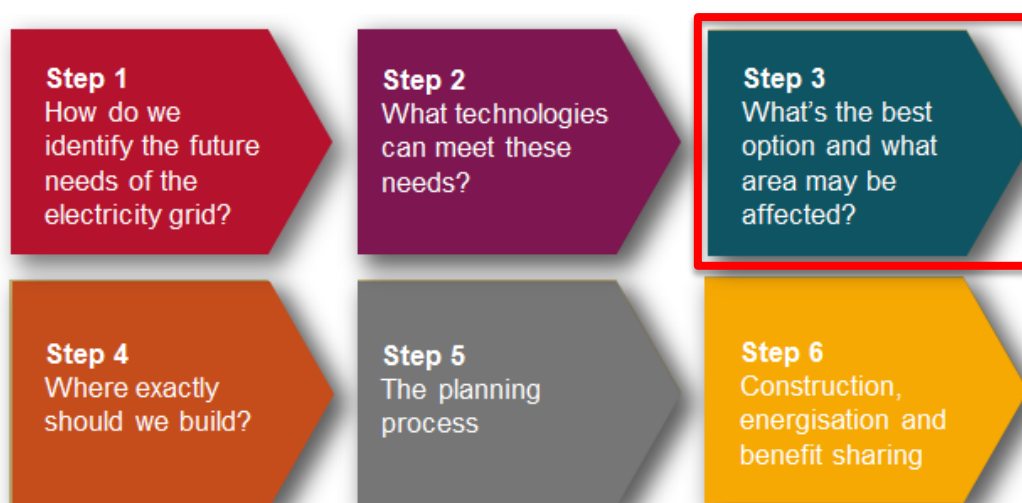 Step 1
How do we
identify the future
needs of the
electricity grid?
Step 2
What technologies
can meet these
needs?
Step 3
What's the best
option and what
area may be
affected?
Step 4
Where exactly
should we build?
Step 5
The planning
process
Step 6
Construction,
energisation and
benefit sharing